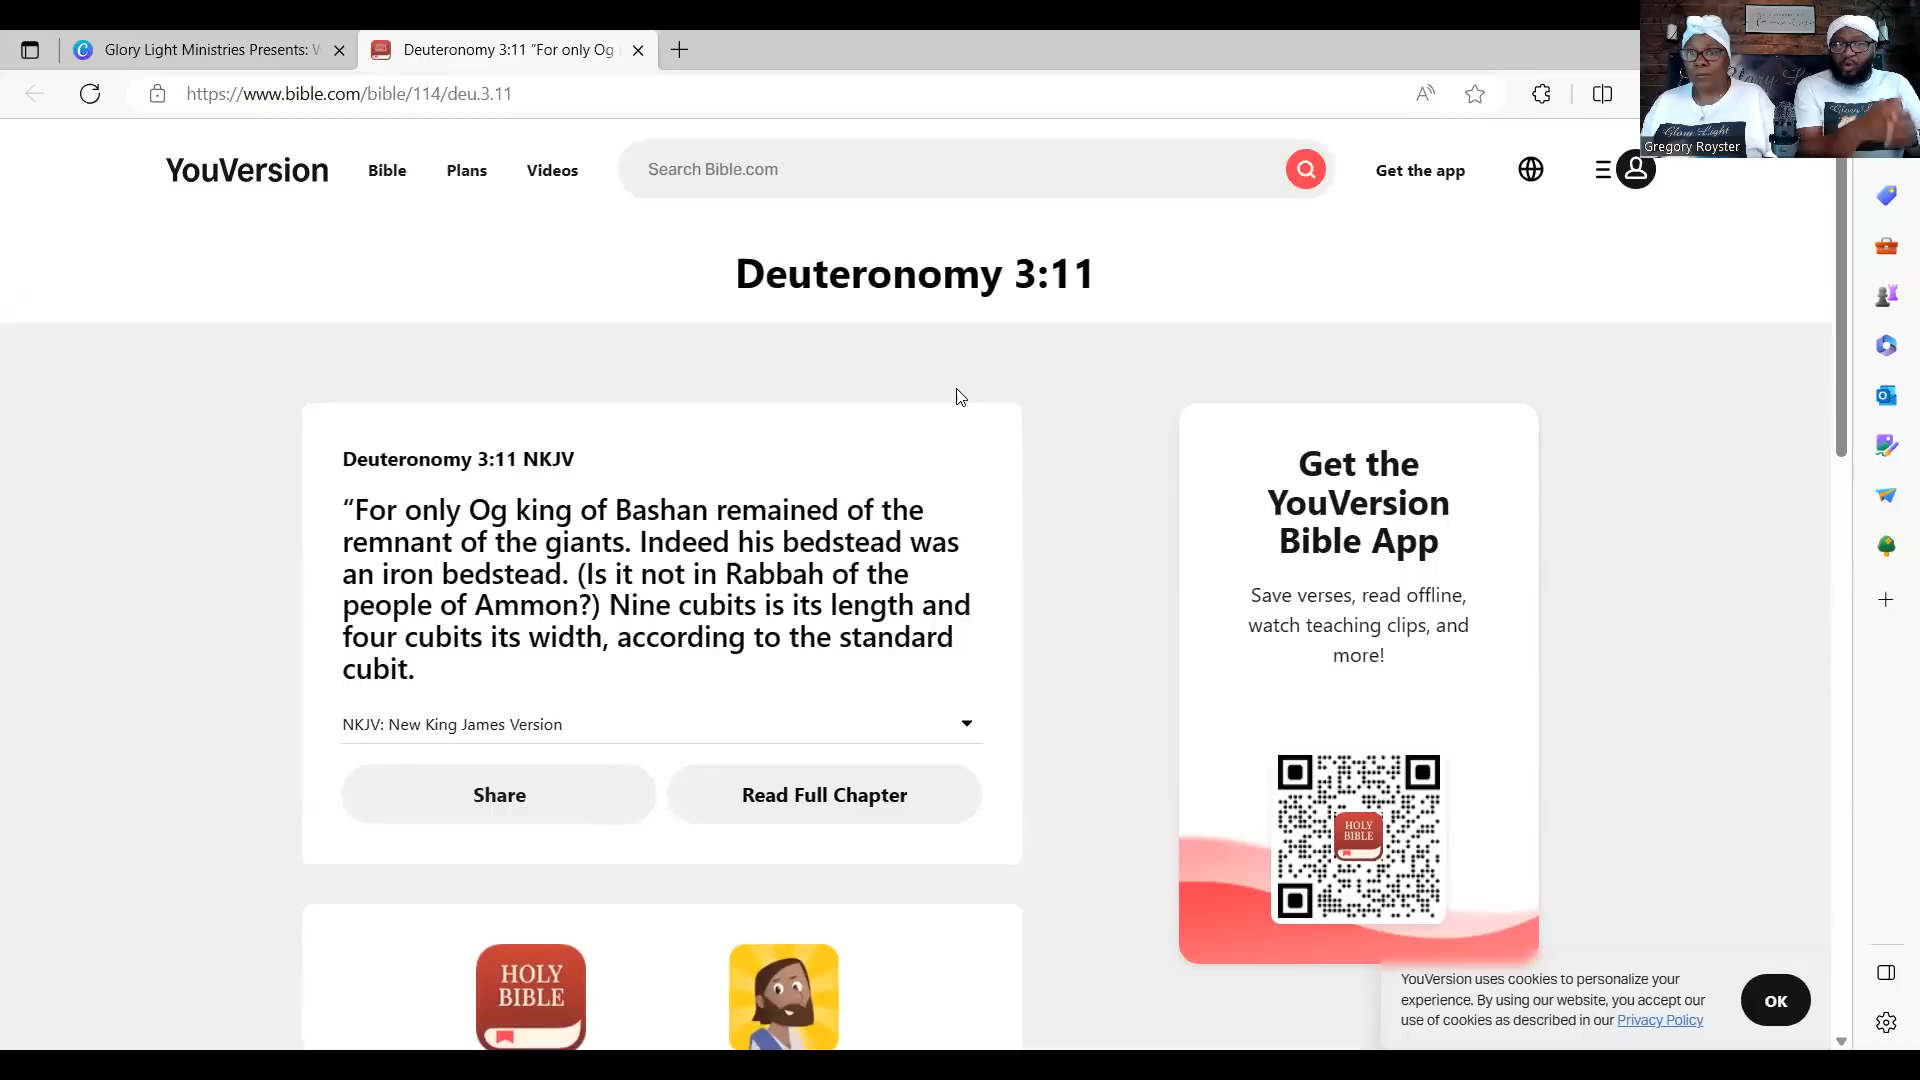 Glory Light Ministries Presents: W
Deuteronomy 3:11 "For only Og
https://www.bible.com/bible/114/deu.3.11
Glory Light
Glory
Gregory Royster
YouVersion
Bible
Plans
Videos
Search Bible.com
Get the app
Deuteronomy 3:11
Deuteronomy 3:11 NKJV
“For only Og king of Bashan remained of the
remnant of the giants. Indeed his bedstead was
an iron bedstead. (Is it not in Rabbah of the
people of Ammon?) Nine cubits is its length and
four cubits its width, according to the standard
cubit.
NKJV: New King James Version
Share
Read Full Chapter
Get the
YouVersion
Bible App
Save verses, read offline,
watch teaching clips, and
more!
HOLY
BIBLE
HOLY
BIBLE
YouVersion uses cookies to personalize your
experience. By using our website, you accept our
use of cookies as described in our Privacy Policy
OK